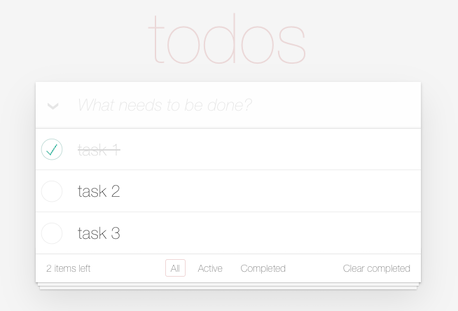 todos
What needs to be done?
task 1
task 2
task 3
2 items left All Active Completed Clear completed